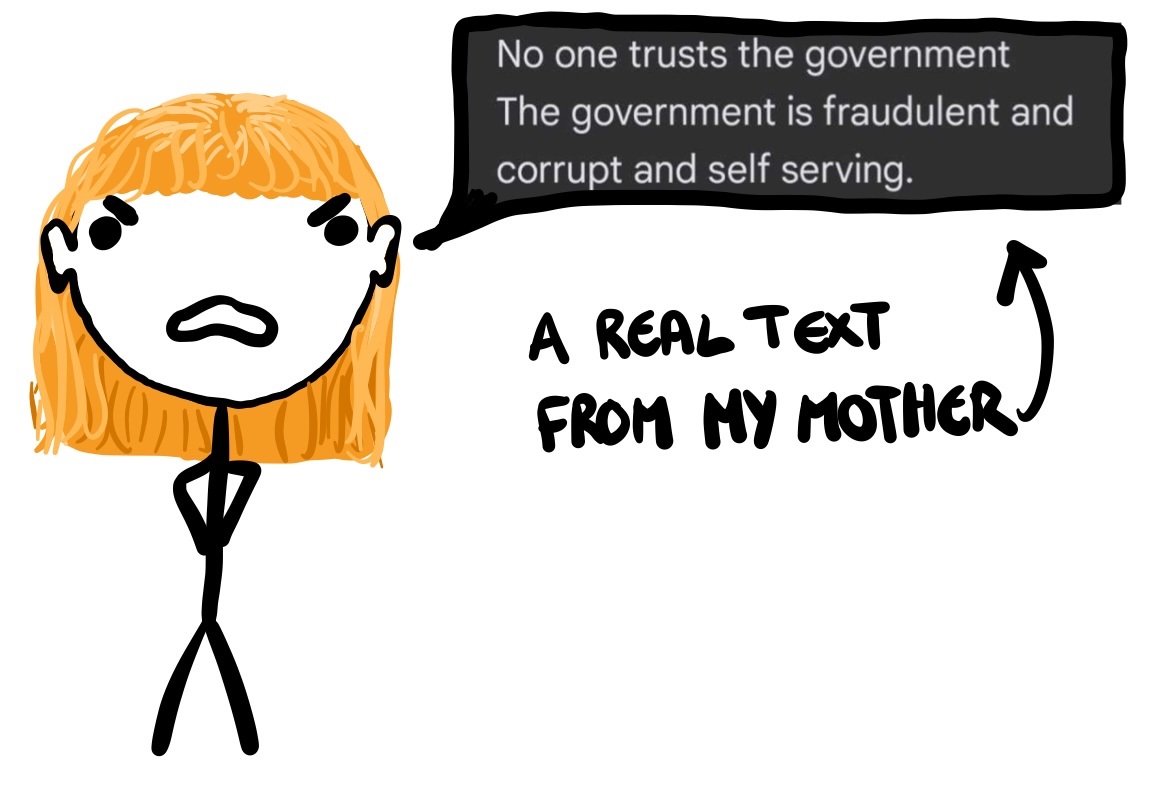 No one trusts the government
The government is fraudulent and
corrupt and self serving.
A REAL TEXT
FROM MY MOTHER